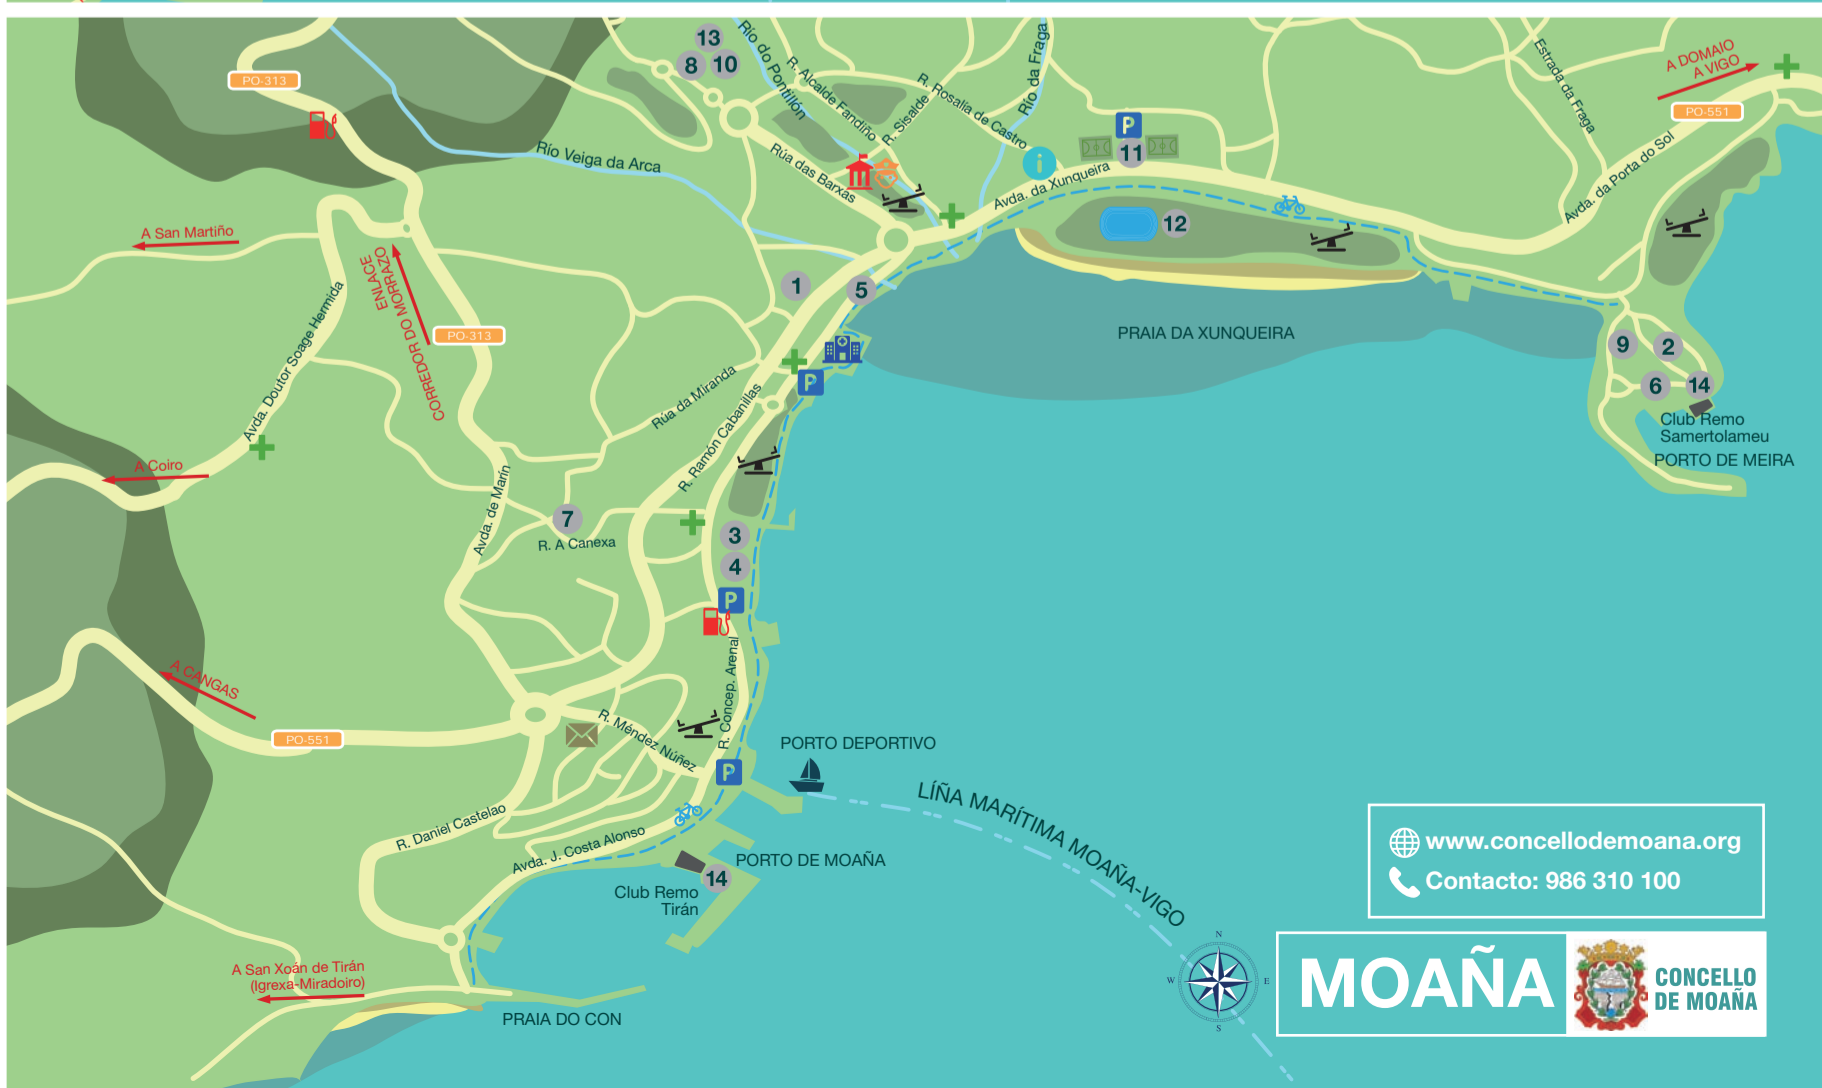 13
8
10
Río do Pontillón
R. Alcalde Fandiño
R. Sisalde
R. Rosalía de Castro
Río da Fraga
Estrada da Fraga
A DOMAIO
A VIGO
PO-551
PO-313
P
11
i
Río Veiga da Arca
Rúa das Barxas
Avda. da Xunqueira
Avda. da Porta do Sol
12
A San Martiño
ENLACE
CORREDOR DO MORRAZO
PO-313
1
5
Avda. Doutor Soage Hermida
PRAIA DA XUNQUEIRA
9
2
6
14
Club Remo
Samertolameu
PORTO DE MEIRA
P
Rúa da Miranda
R. Ramón Cabanillas
A Coiro
Avda. de Marín
7
R. A Canexa
3
4
P
A CANGAS
PO-551
R. Concep. Arenal
R. Méndez Núñez
P
PORTO DEPORTIVO
LÍÑA MARÍTIMA MOAÑA-VIGO
R. Daniel Castelao
Avda. J. Costa Alonso
PORTO DE MOAÑA
14
Club Remo
Tirán
A San Xoán de Tirán
(Igrexa-Miradoiro)
PRAIA DO CON
www.concellodemoana.org
Contacto: 986 310 100
N
W
E
S
MOAÑA
CONCELLO
DE MOAÑA